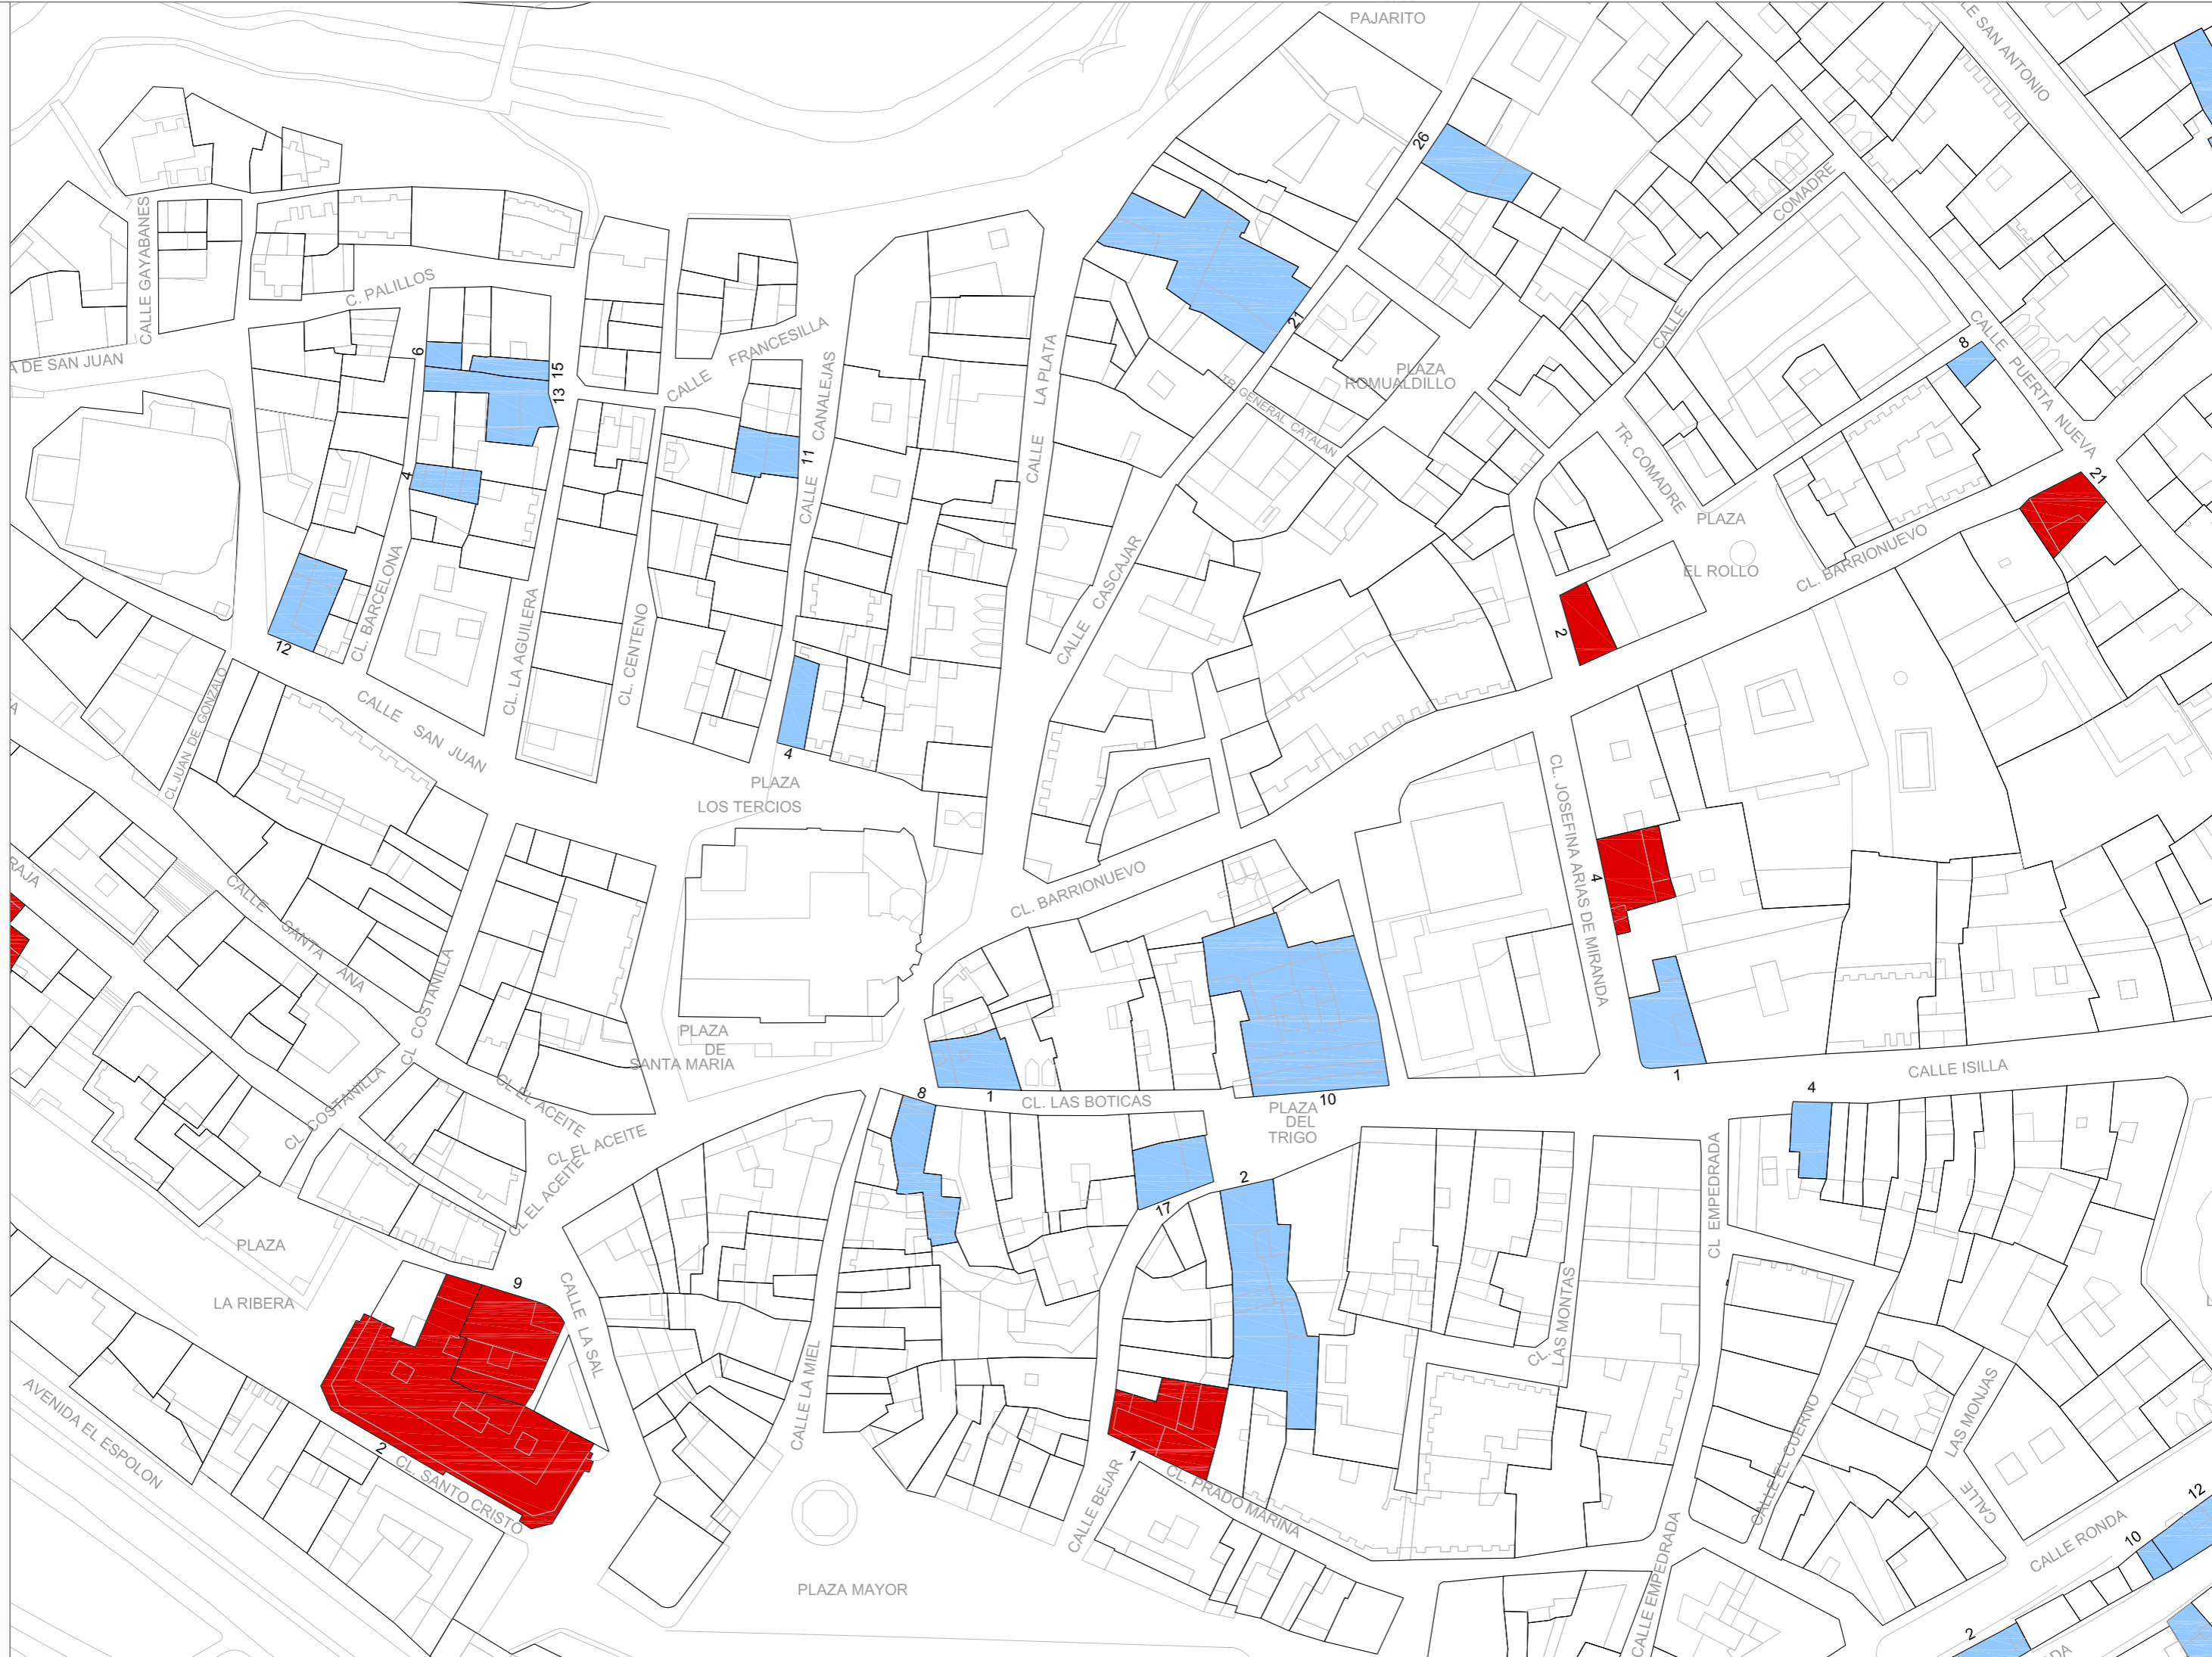 PAJARITO
LE SAN ANTONIO
26
CALLE GAYABANES
COMADRE
C. PALILLOS
A DE SAN JUAN
6
15
13
CALLE FRANCESILLA
CALLE CANALEJAS
11
CALLE LA PLATA
21
TR. GENERAL CATALAN
PLAZA
ROMUALDILLO
CALLE
8
CALLE PUERTA NUEVA
4
TR. COMADRE
21
PLAZA
EL ROLLO
CL. BARRIONUEVO
CL. BARCELONA
12
CL. LA AGUILERA
CL. CENTENO
CALLE CASCAJAR
2
CL JUAN DE GONZALO
CALLE SAN JUAN
4
PLAZA
LOS TERCIOS
A
RAJA
CALLE SANTA ANA
CL COSTANILLA
CL. BARRIONUEVO
CL. JOSEFINA ARIAS DE MIRANDA
4
PLAZA
DE
SANTA MARIA
CL. COSTANILLA
CL EL ACEITE
CL EL ACEITE
CL EL ACEITE
8
1
CL. LAS BOTICAS
10
PLAZA
DEL
TRIGO
1
CALLE ISILLA
4
CL EMPEDRADA
17
2
PLAZA
LA RIBERA
9
CALLE LA SAL
CALLE LA MIEL
CL. LAS MONTAS
AVENIDA EL ESPOLON
2
CL. SANTO CRISTO
CALLE BEJAR
1
CL. PRADO MARINA
CALLE EL CUERNO
CALLE LAS MONJAS
CALLE RONDA
10
12
PLAZA MAYOR
CALLE EMPEDRADA
2
DA